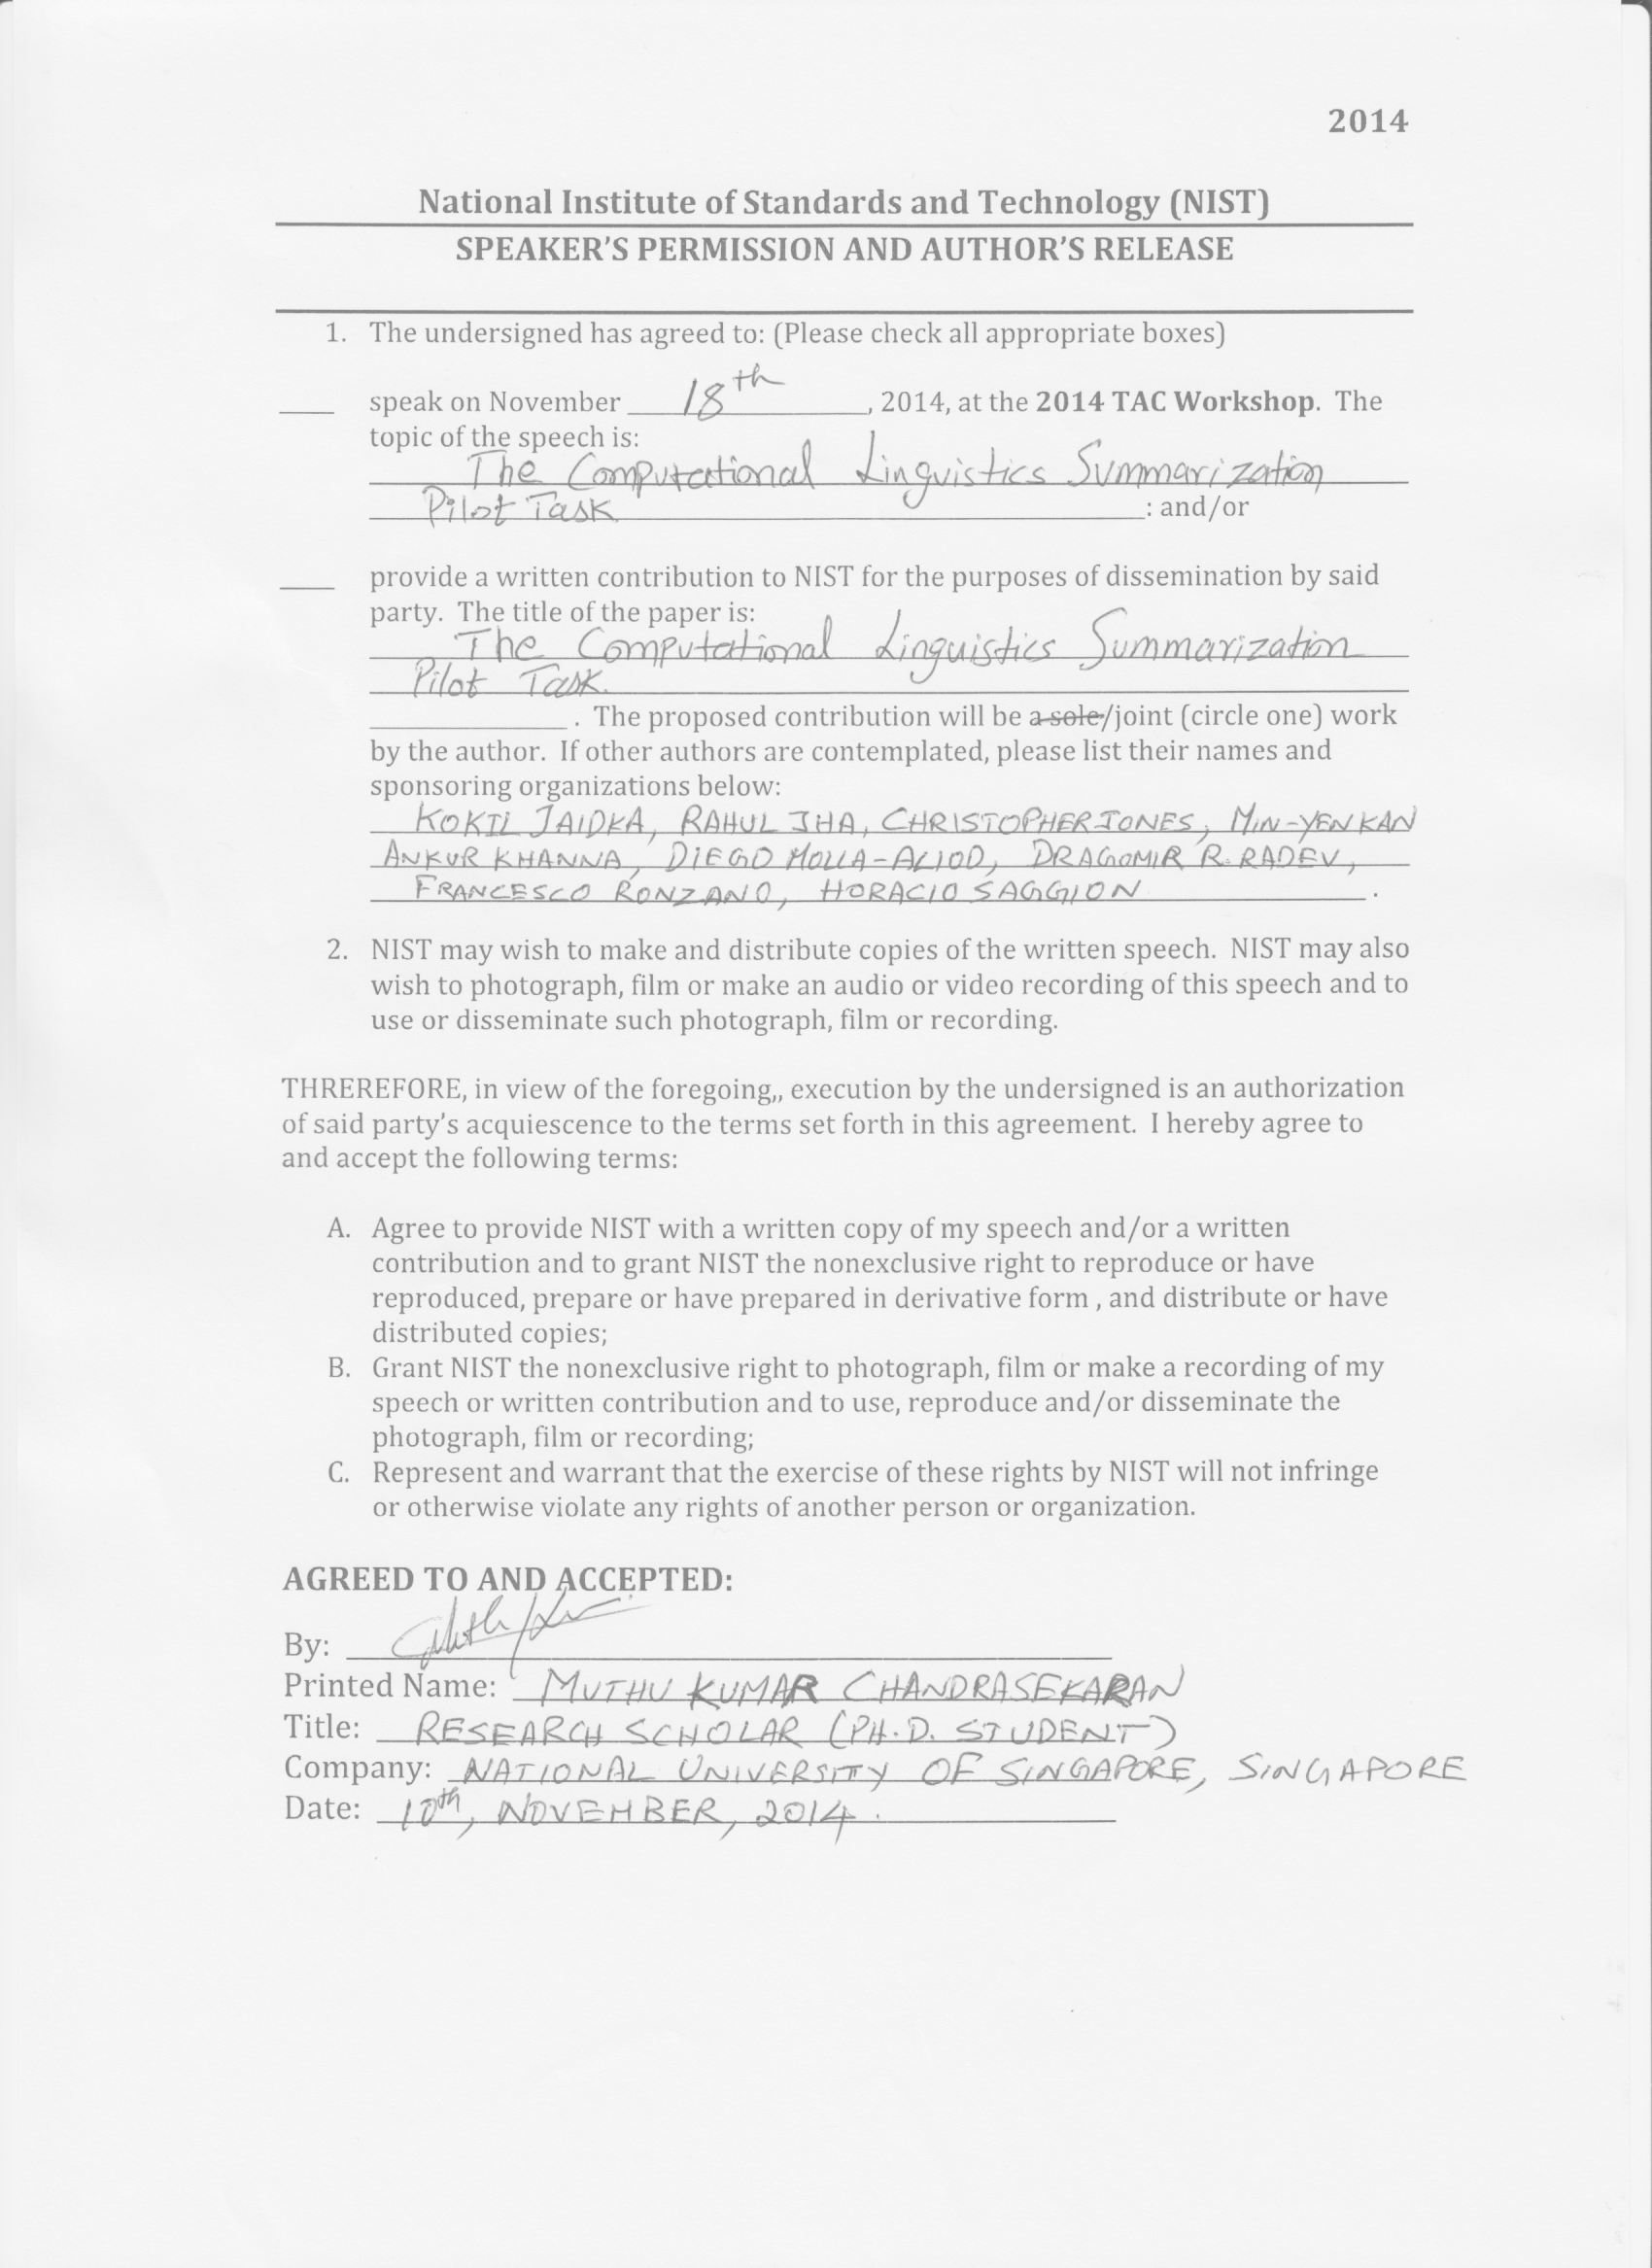 2014
National Institute of Standards and Technology (NIST)
SPEAKER'S PERMISSION AND AUTHOR'S RELEASE
1. The undersigned has agreed to: (Please check all appropriate boxes)
____ speak on November 18th, 2014, at the 2014 TAC Workshop. The
topic of the speech is:
The Computational Linguistics Summarization
Pilot Task : and/or
____ provide a written contribution to NIST for the purposes of dissemination by said
party. The title of the paper is:
The Computational Linguistics Summarization
Pilot Task.
____________. The proposed contribution will be a sole/joint (circle one) work
by the author. If other authors are contemplated, please list their names and
sponsoring organizations below:
KOKIL JAIDKA, RAHUL JHA, CHRISTOPHER JONES, MIN-YEN KAN
ANKUR KHANNA, DIEGO MOLLA-ALIOD, DRAGOMIR R. RADEV,
FRANCESCO RONZANO, HORACIO SAGGION .
2. NIST may wish to make and distribute copies of the written speech. NIST may also
wish to photograph, film or make an audio or video recording of this speech and to
use or disseminate such photograph, film or recording.
THREREFORE, in view of the foregoing,, execution by the undersigned is an authorization
of said party's acquiescence to the terms set forth in this agreement. I hereby agree to
and accept the following terms:
A. Agree to provide NIST with a written copy of my speech and/or a written
contribution and to grant NIST the nonexclusive right to reproduce or have
reproduced, prepare or have prepared in derivative form , and distribute or have
distributed copies;
B. Grant NIST the nonexclusive right to photograph, film or make a recording of my
speech or written contribution and to use, reproduce and/or disseminate the
photograph, film or recording;
C. Represent and warrant that the exercise of these rights by NIST will not infringe
or otherwise violate any rights of another person or organization.
AGREED TO AND ACCEPTED:
By:
Printed Name: MUTHU KUMAR CHANDRASEKARAN
Title: RESEARCH SCHOLAR (PH.D. STUDENT)
Company: NATIONAL UNIVERSITY OF SINGAPORE, SINGAPORE
Date: 10th, NOVEMBER, 2014.